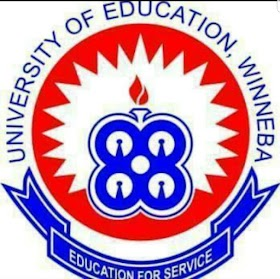 UNIVERSITY OF EDUCATION, WINNEBA
EDUCATION FOR SERVICE